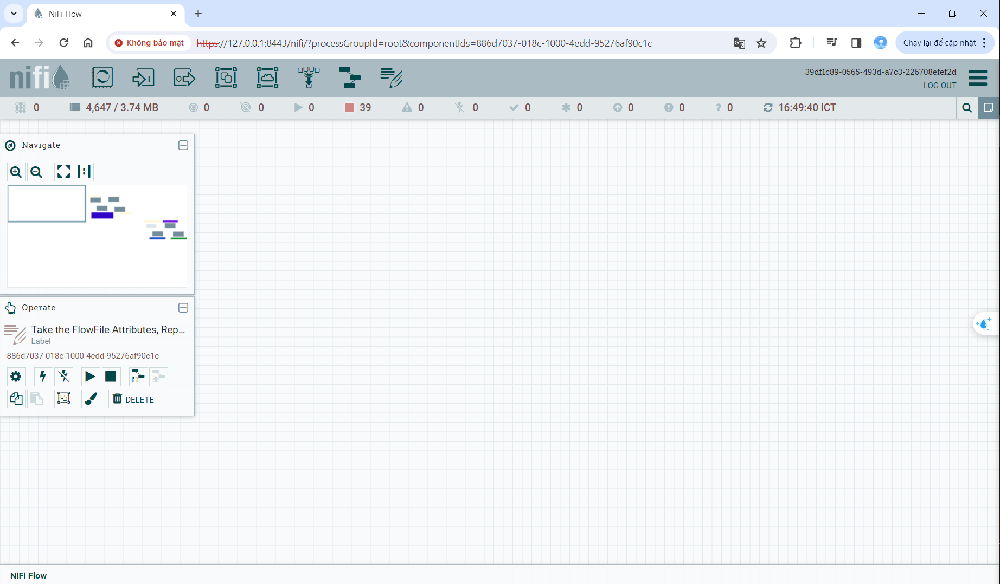 NiFi Flow
Không bảo mật
https://127.0.0.1:8443/nifi/?processGroupId=root&componentIds=886d7037-018c-1000-4edd-95276af90c1c
Chạy lại để cập nhật
nifi
39df1c89-0565-493d-a7c3-226708efef2d
LOG OUT
0 4,647 / 3.74 MB 0 0 0 39 0 0 0 0 0 0 0 16:49:40 ICT
Navigate
Operate
Take the FlowFile Attributes, Rep...
Label
886d7037-018c-1000-4edd-95276af90c1c
DELETE
NiFi Flow